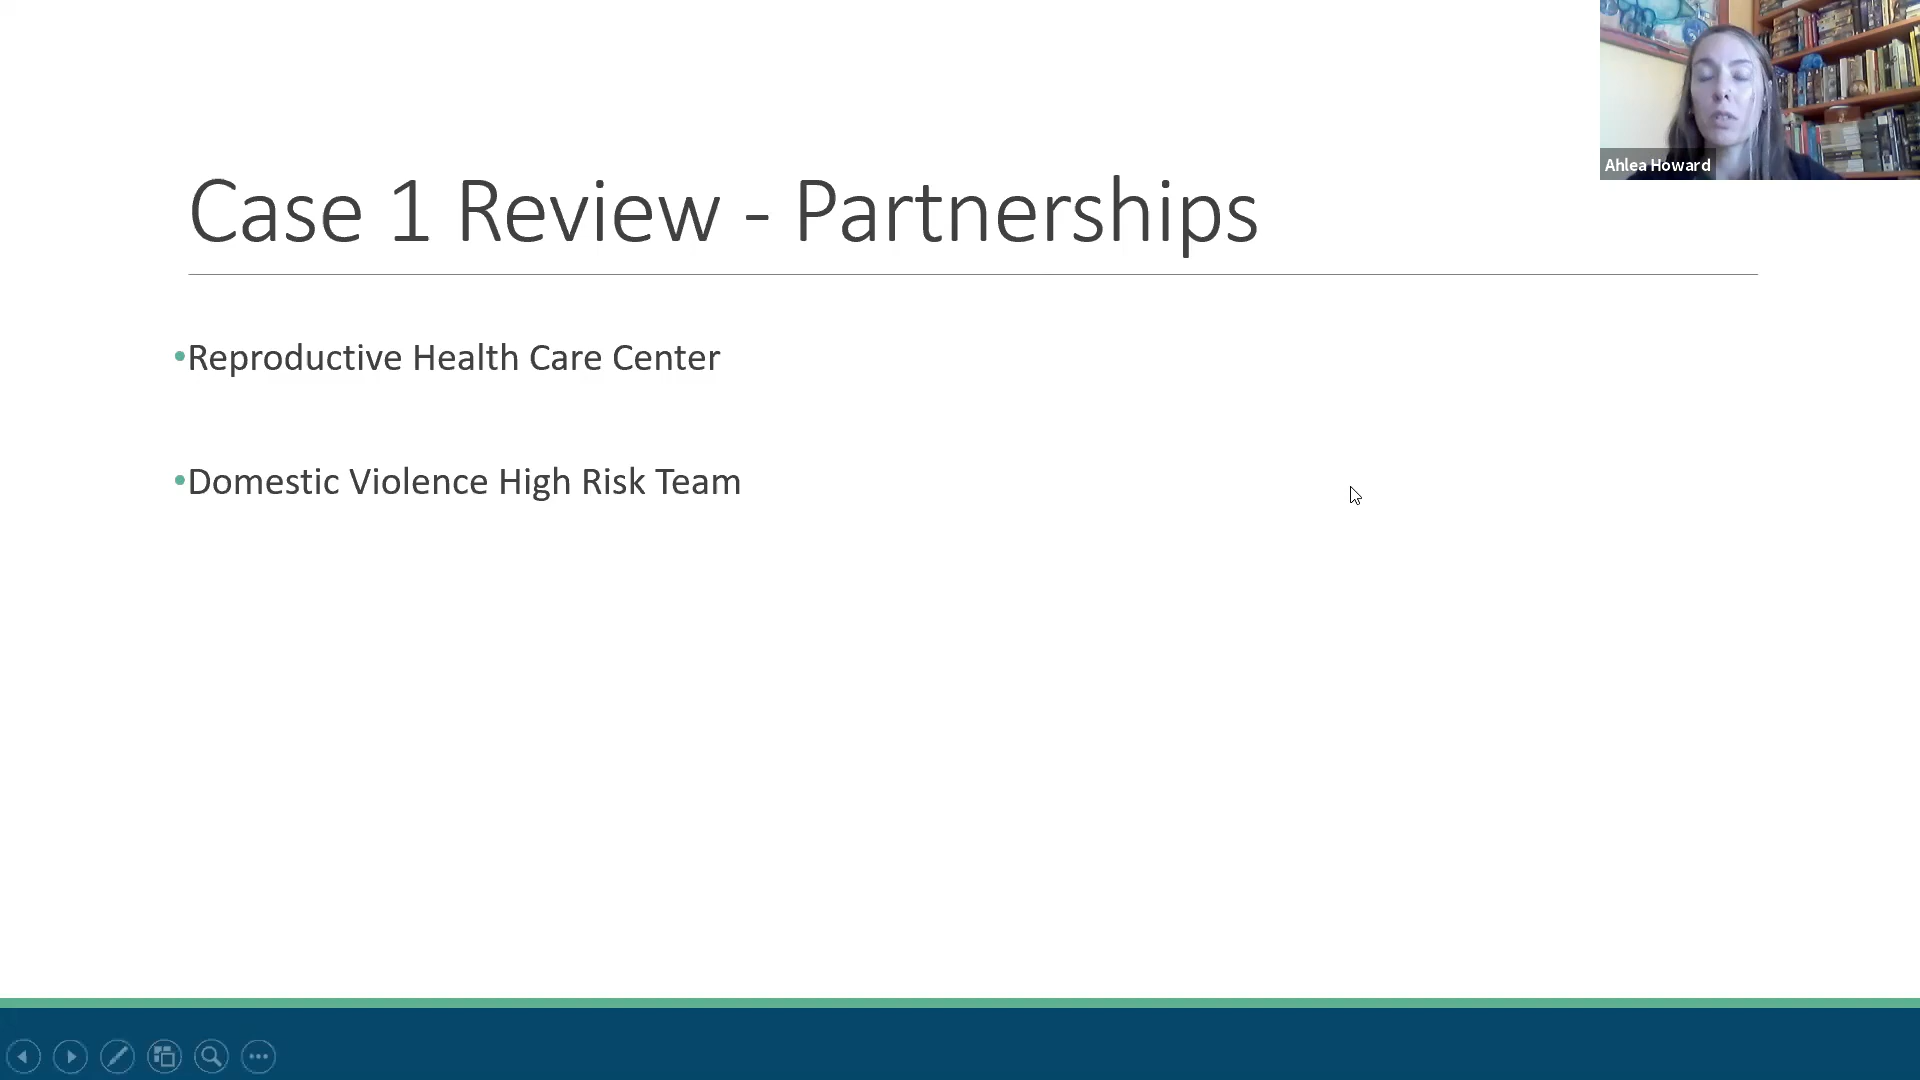 Ahlea Howard
Case 1 Review - Partnerships
•Reproductive Health Care Center
•Domestic Violence High Risk Team